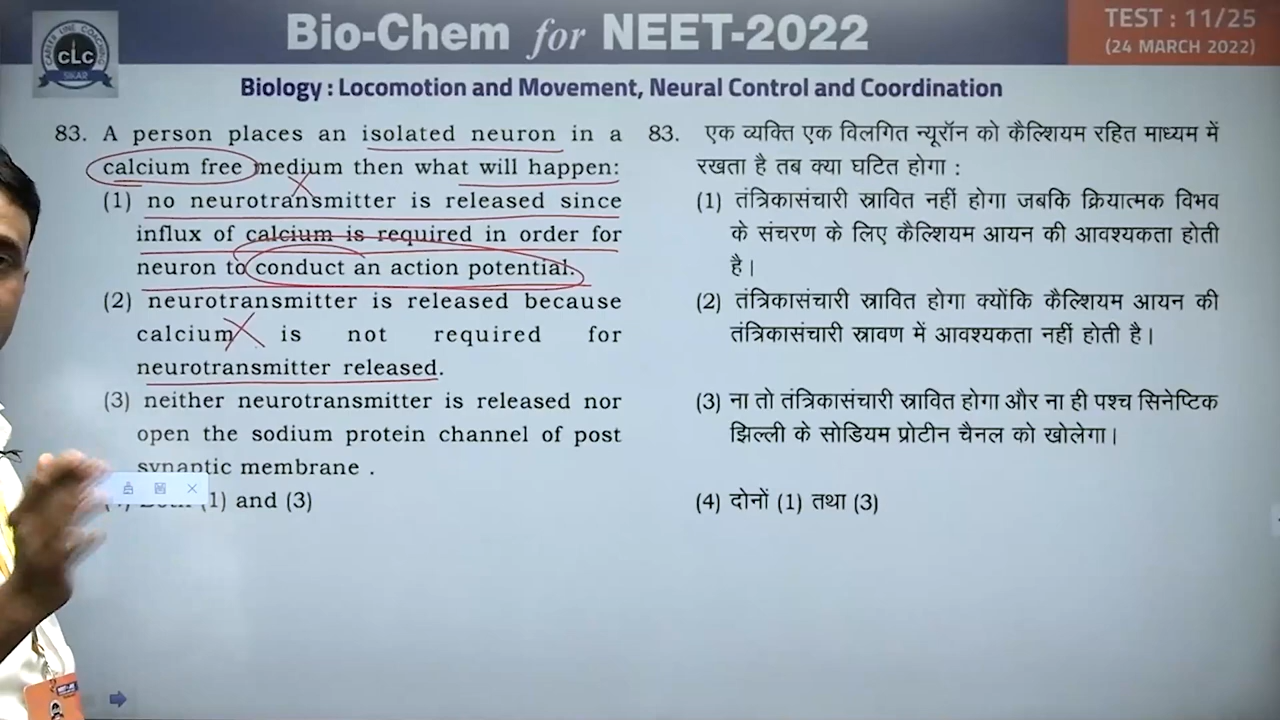 Bio-Chem for NEET-2022
TEST : 11/25
(24 MARCH 2022)
CAREER LINE COACHING
CLC
SIKAR
Biology : Locomotion and Movement, Neural Control and Coordination
83. A person places an isolated neuron in a
calcium free medium then what will happen:
(1) no neurotransmitter is released since
influx of calcium is required in order for
neuron to conduct an action potential.
(2) neurotransmitter is released because
calcium is not required for
neurotransmitter released.
(3) neither neurotransmitter is released nor
open the sodium protein channel of post
synaptic membrane .
(1) and (3)
83. एक व्यक्ति एक विलगित न्यूरॉन को कैल्शियम रहित माध्यम में
रखता है तब क्या घटित होगा :
(1) तंत्रिकासंचारी स्रावित नहीं होगा जबकि क्रियात्मक विभव
के संचरण के लिए कैल्शियम आयन की आवश्यकता होती
है।
(2) तंत्रिकासंचारी स्रावित होगा क्योंकि कैल्शियम आयन की
तंत्रिकासंचारी स्रावण में आवश्यकता नहीं होती है।
(3) ना तो तंत्रिकासंचारी स्रावित होगा और ना ही पश्च सिनेप्टिक
झिल्ली के सोडियम प्रोटीन चैनल को खोलेगा।
(4) दोनों (1) तथा (3)